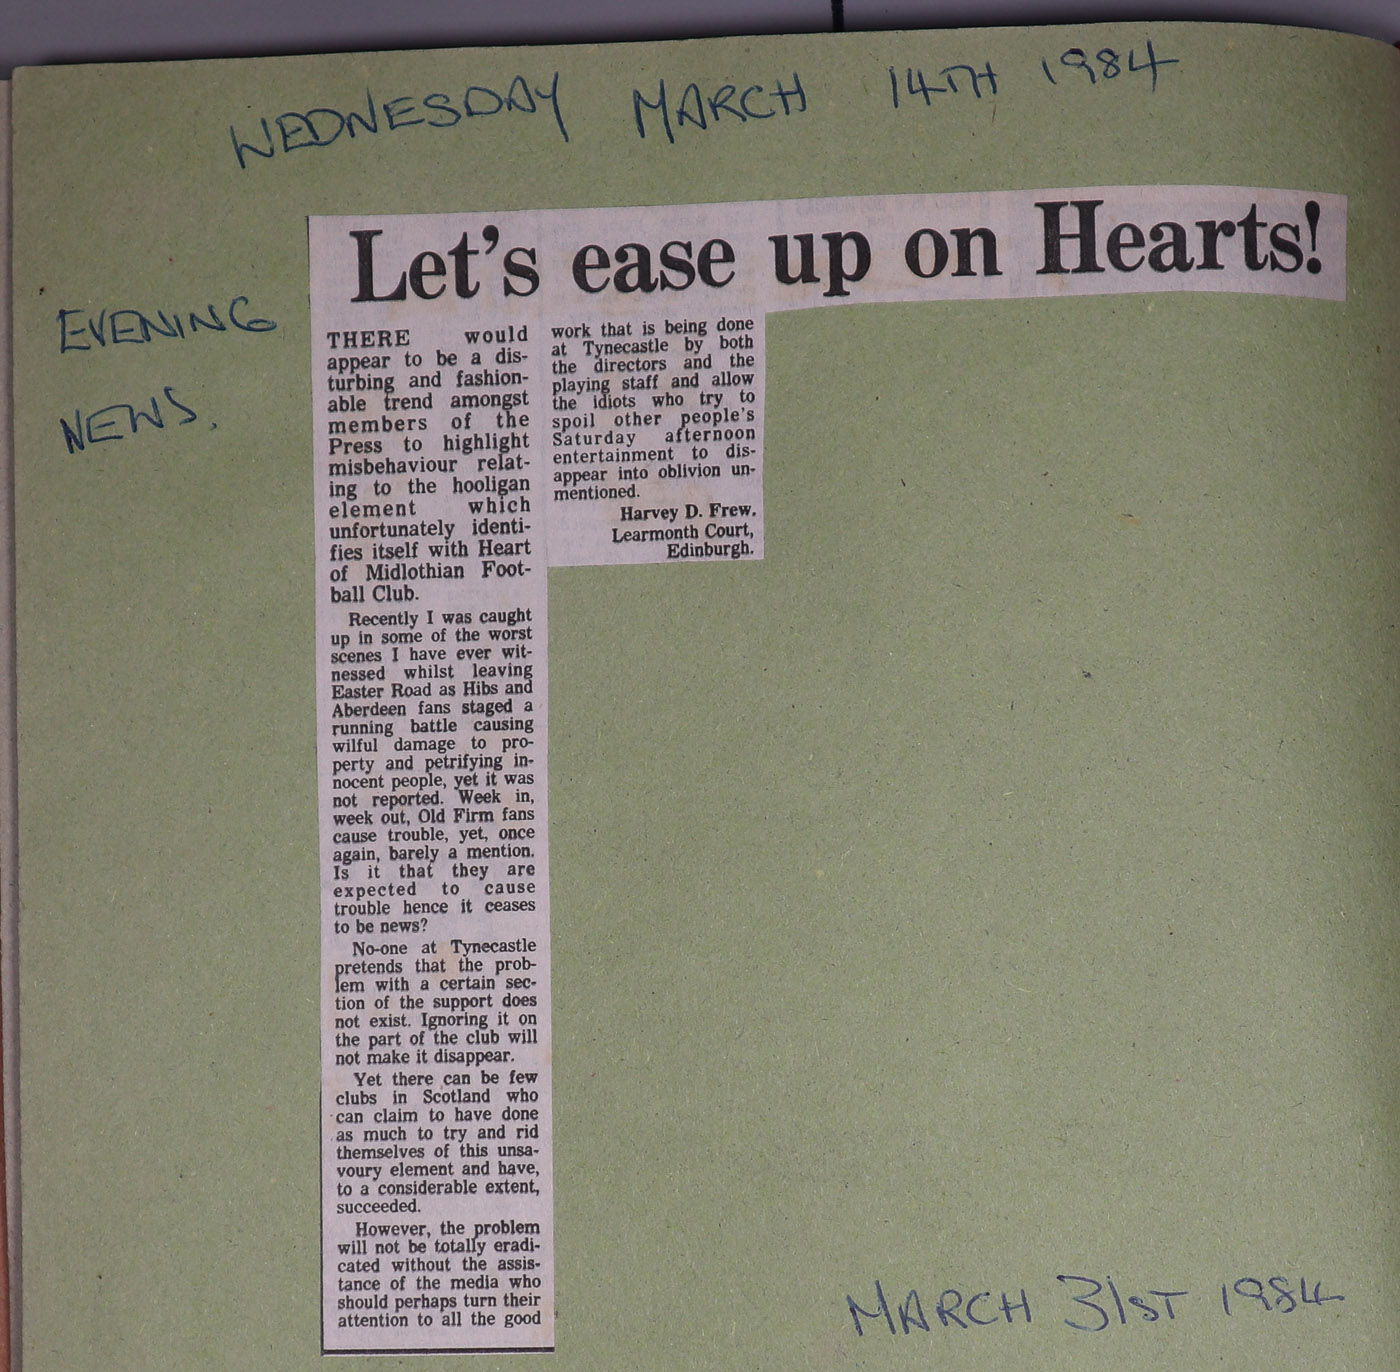 WEDNESDAY MARCH 14TH 1984
EVENING
NEWS.
Let's ease up on Hearts!
THERE would
appear to be a dis-
turbing and fashion-
able trend amongst
members of the
Press to highlight
misbehaviour relat-
ing to the hooligan
element which
unfortunately identi-
fies itself with Heart
of Midlothian Foot-
ball Club.
Recently I was caught
up in some of the worst
scenes I have ever wit-
nessed whilst leaving
Easter Road as Hibs and
Aberdeen fans staged a
running battle causing
wilful damage to pro-
perty and petrifying in-
nocent people, yet it was
not reported. Week in,
week out, Old Firm fans
cause trouble, yet, once
again, barely a mention.
Is it that they are
expected to cause
trouble hence it ceases
to be news?
No-one at Tynecastle
pretends that the prob-
lem with a certain sec-
tion of the support does
not exist. Ignoring it on
the part of the club will
not make it disappear.
Yet there can be few
clubs in Scotland who
can claim to have done
as much to try and rid
themselves of this unsa-
voury element and have,
to a considerable extent,
succeeded.
However, the problem
will not be totally eradi-
cated without the assis-
tance of the media who
should perhaps turn their
attention to all the good
work that is being done
at Tynecastle by both
the directors and the
playing staff and allow
the idiots who try to
spoil other people's
Saturday afternoon
entertainment to dis-
appear into oblivion un-
mentioned.
Harvey D. Frew.
Learmonth Court,
Edinburgh.
MARCH 31ST 1984